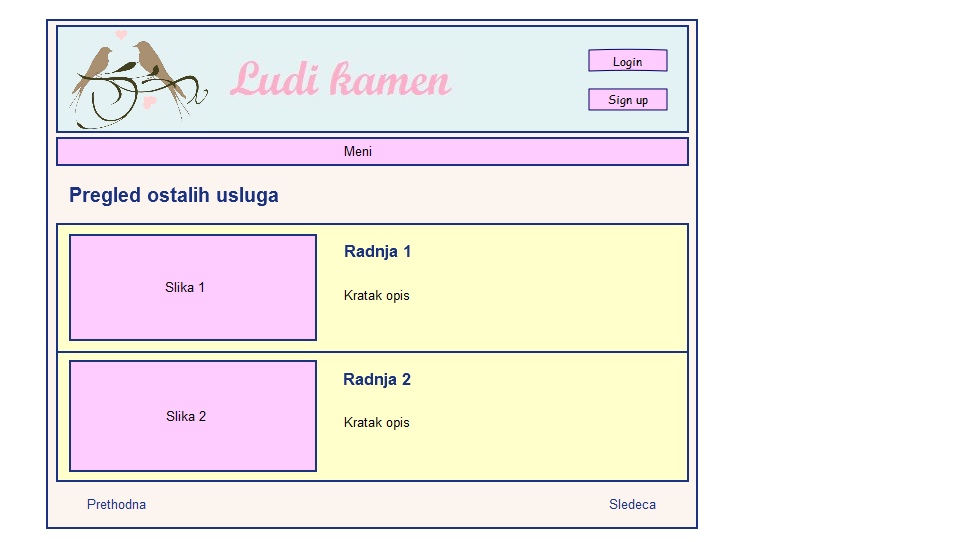 Ludi kamen
Login
Sign up
Meni
Pregled ostalih usluga
Slika 1
Radnja 1
Kratak opis
Slika 2
Radnja 2
Kratak opis
Prethodna
Sledeca